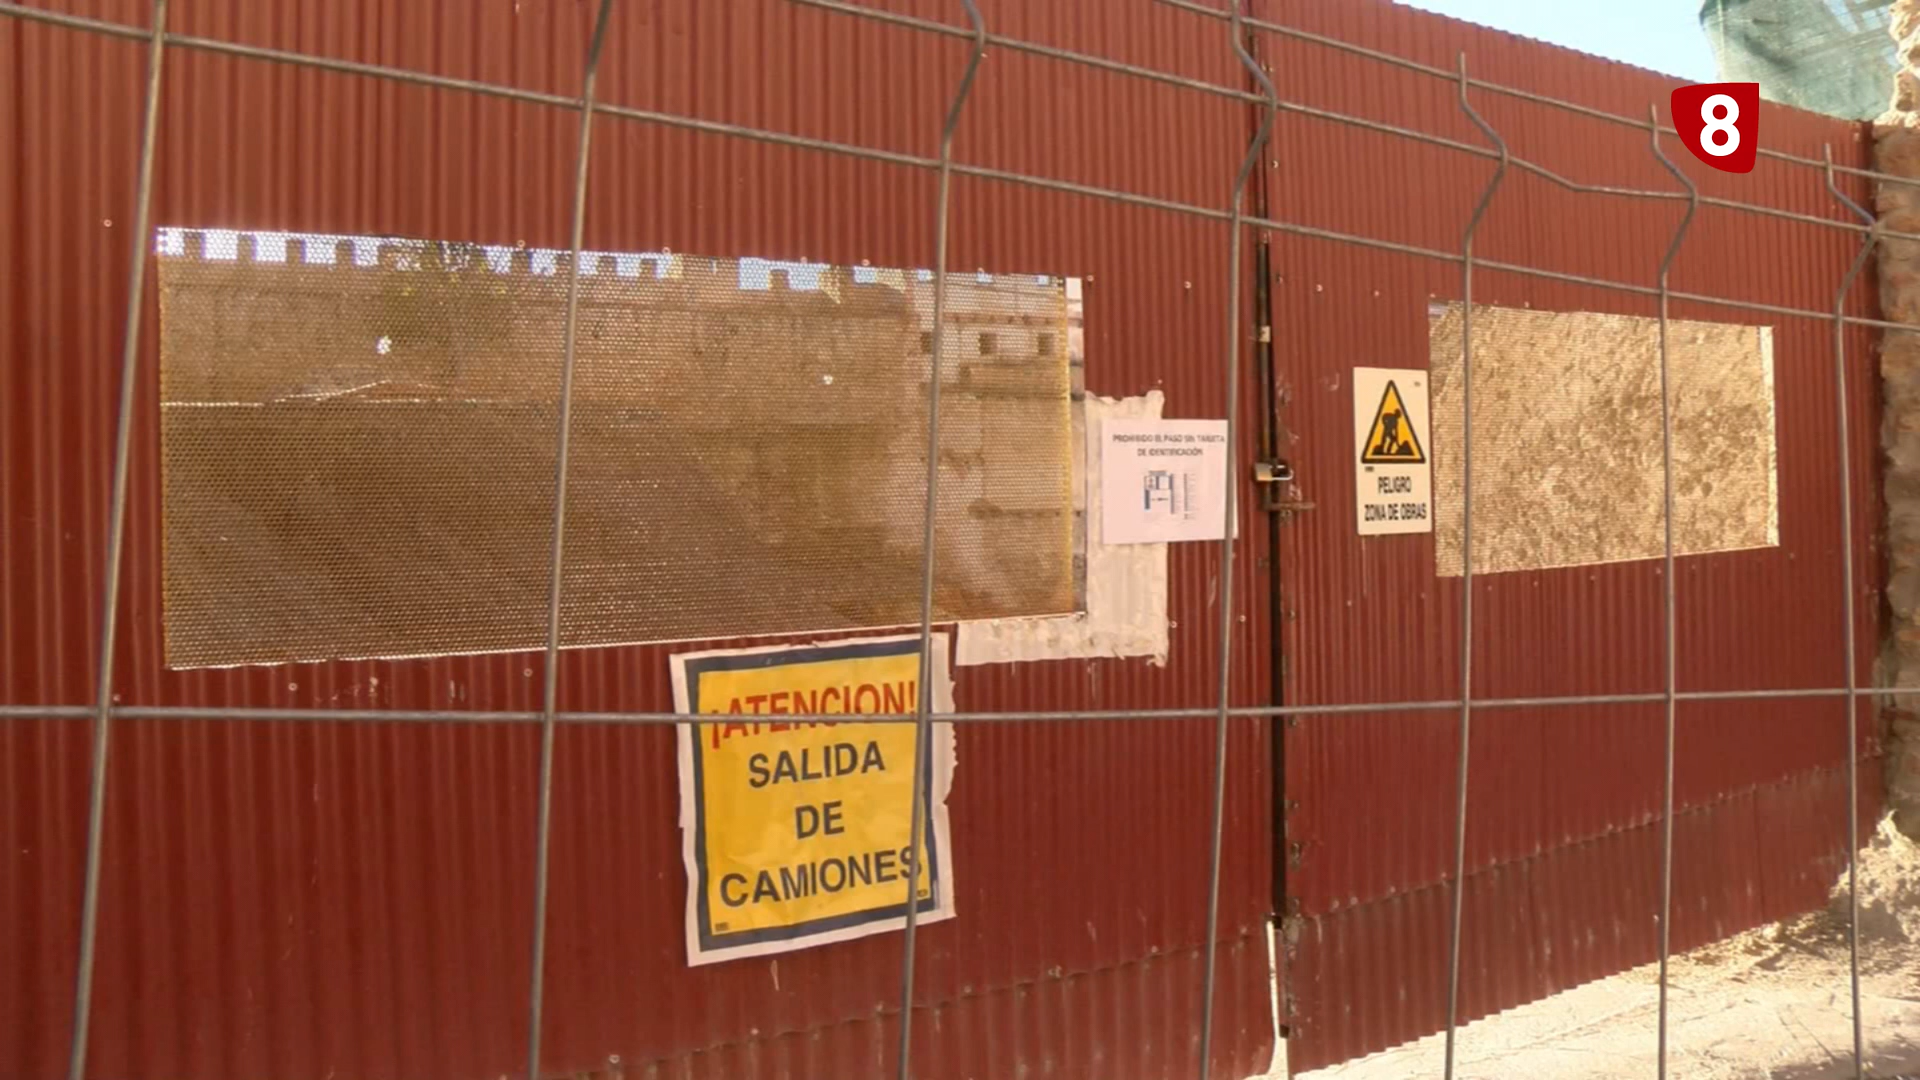 8
PROHIBIDO EL PASO SIN TARJETA
DE IDENTIFICACIÓN
PELIGRO
ZONA DE OBRAS
¡ATENCION!
SALIDA
DE
CAMIONES